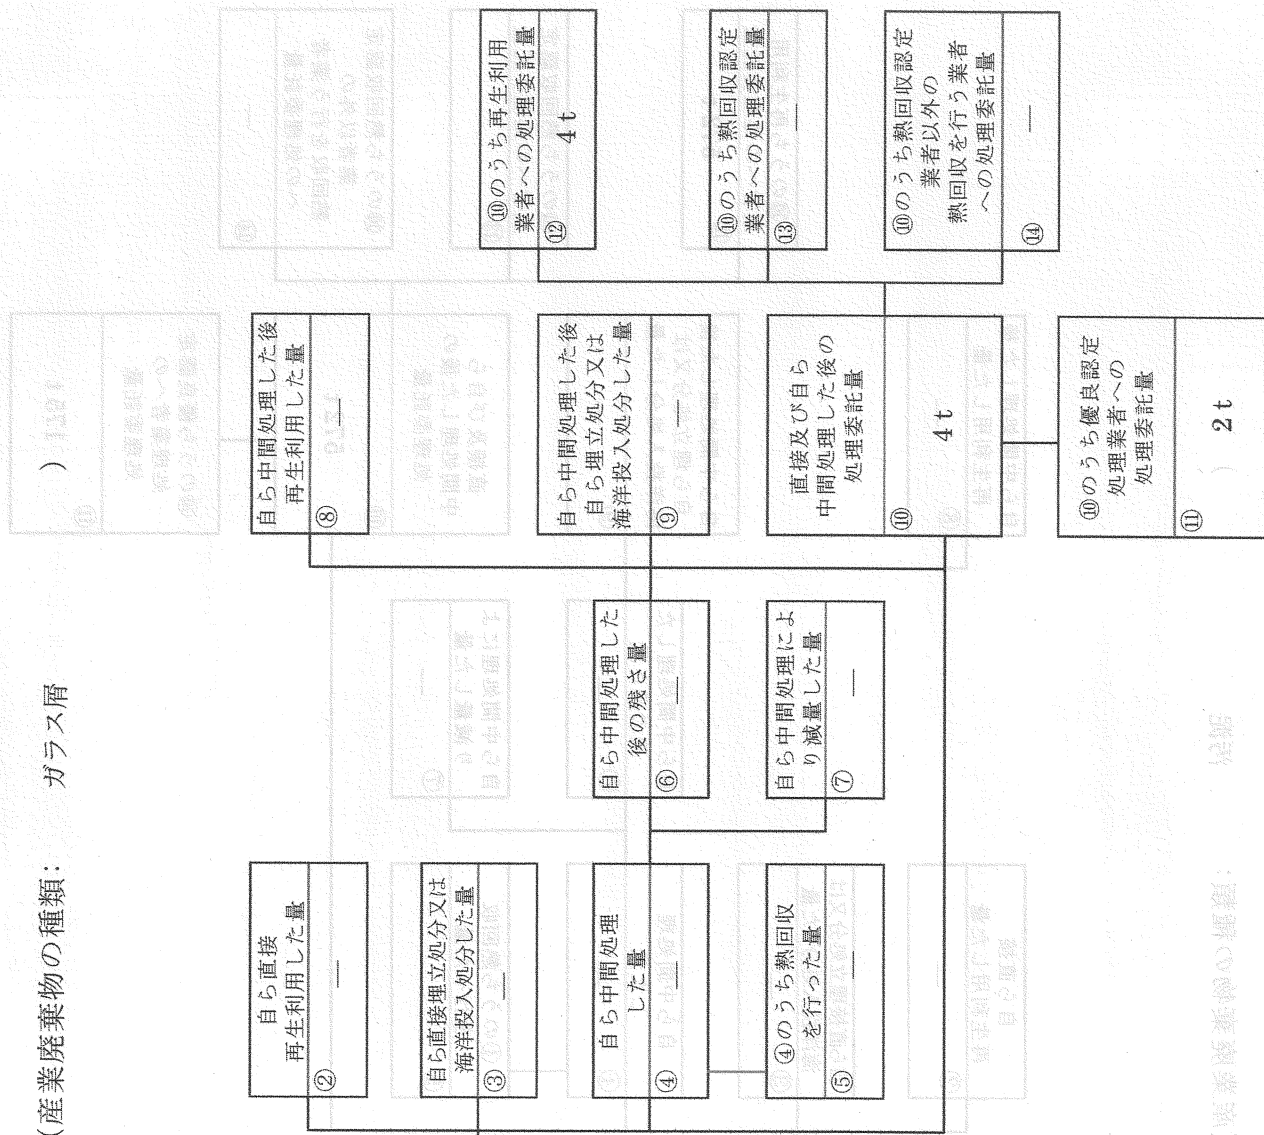 (産業廃棄物の種類: ガラス屑 )
自ら直接
再生利用した量
②
—
自ら直接埋立処分又は
海洋投入処分した量
③
—
自ら中間処理
した量
④
—
④のうち熱回収
を行った量
⑤
—
自ら中間処理した
後の残さ量
⑥
—
自ら中間処理によ
り減量した量
⑦
—
自ら中間処理した後
再生利用した量
⑧
—
自ら中間処理した後
自ら埋立処分又は
海洋投入処分した量
⑨
—
直接及び自ら
中間処理した後の
処理委託量
⑩
4 t
⑩のうち優良認定
処理業者への
処理委託量
⑪
2 t
⑩のうち再生利用
業者への処理委託量
⑫
4 t
⑩のうち熱回収認定
業者への処理委託量
⑬
—
⑩のうち熱回収認定
業者以外の
熱回収を行う業者
への処理委託量
⑭
—